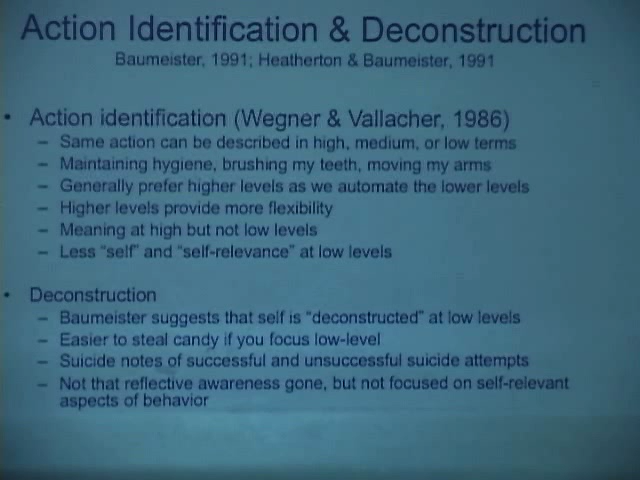 Action Identification & Deconstruction
Baumeister, 1991; Heatherton & Baumeister, 1991
• Action identification (Wegner & Vallacher, 1986)
– Same action can be described in high, medium, or low terms
– Maintaining hygiene, brushing my teeth, moving my arms
– Generally prefer higher levels as we automate the lower levels
– Higher levels provide more flexibility
– Meaning at high but not low levels
– Less “self” and “self-relevance” at low levels
• Deconstruction
– Baumeister suggests that self is “deconstructed” at low levels
– Easier to steal candy if you focus low-level
– Suicide notes of successful and unsuccessful suicide attempts
– Not that reflective awareness gone, but not focused on self-relevant
aspects of behavior